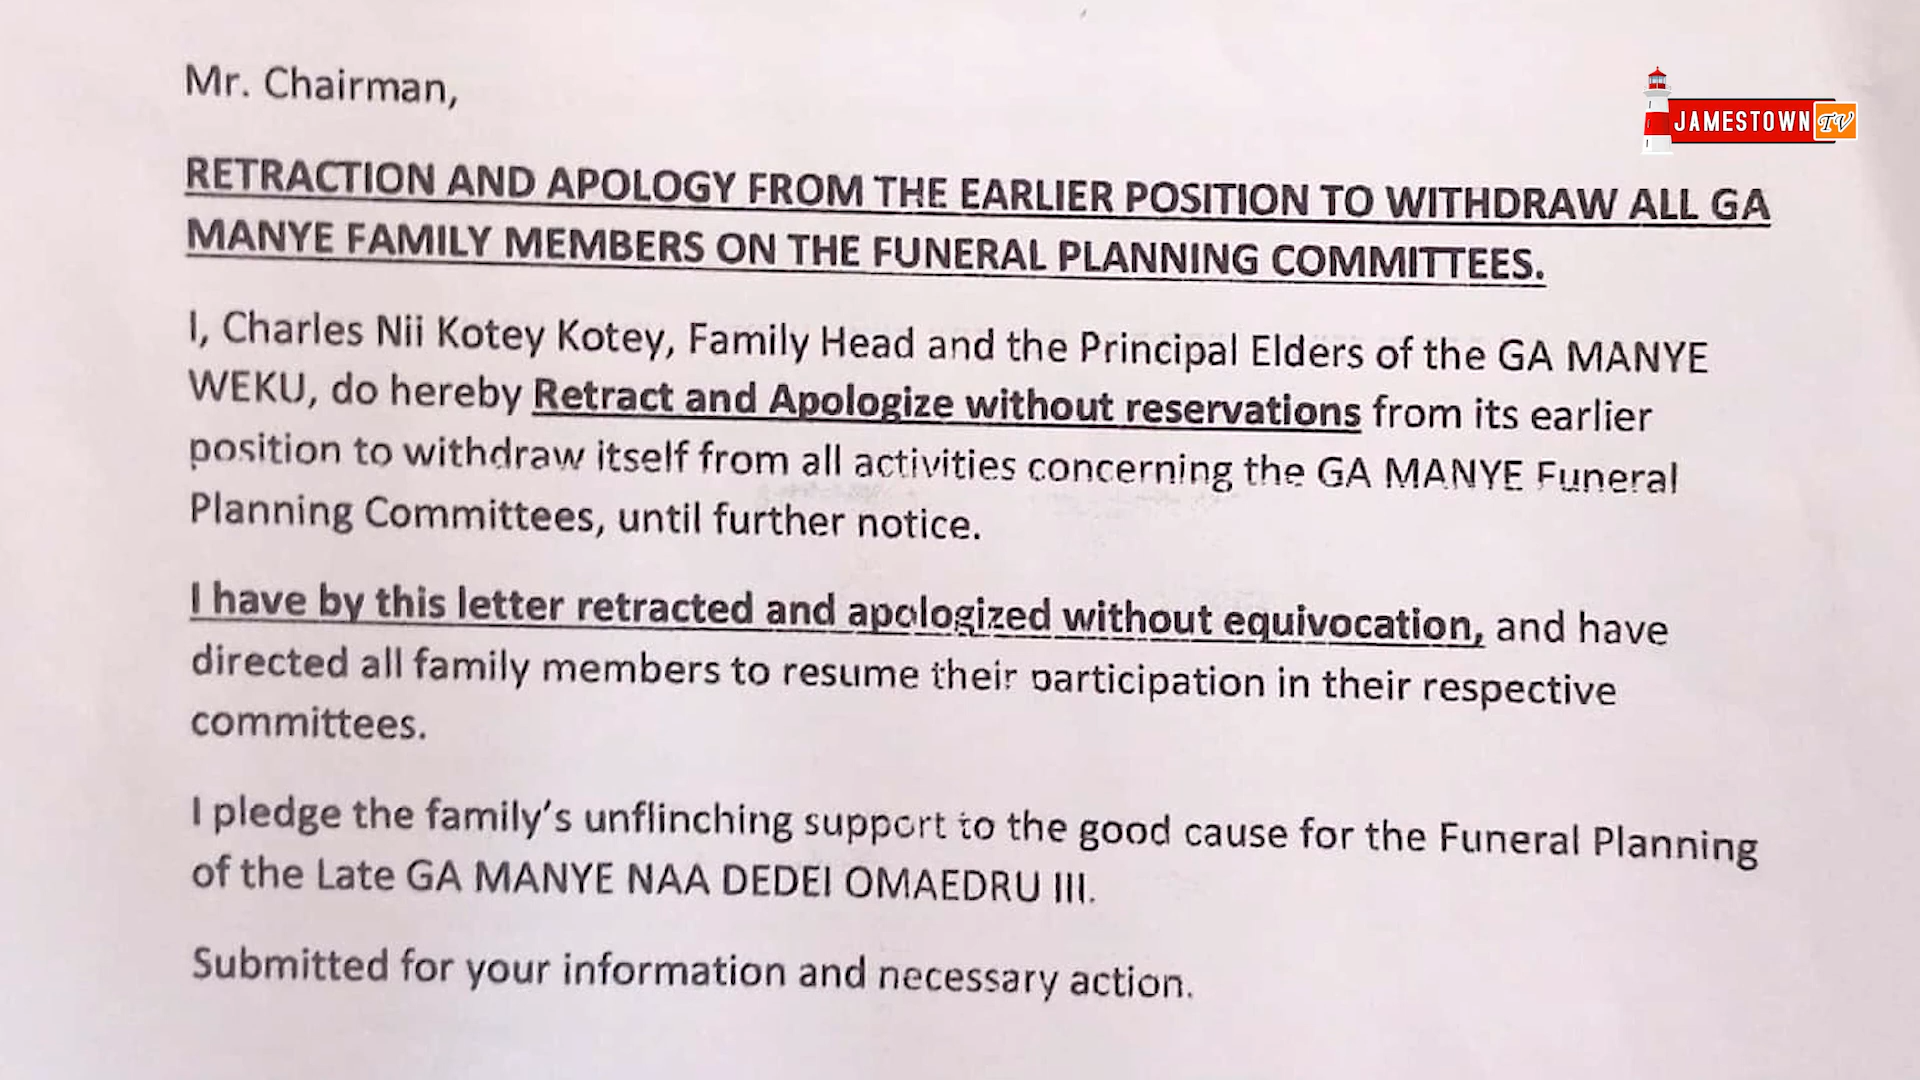 Mr. Chairman,
JAMESTOWN TV
RETRACTION AND APOLOGY FROM THE EARLIER POSITION TO WITHDRAW ALL GA
MANYE FAMILY MEMBERS ON THE FUNERAL PLANNING COMMITTEES.
I, Charles Nii Kotey Kotey, Family Head and the Principal Elders of the GA MANYE
WEKU, do hereby Retract and Apologize without reservations from its earlier
position to withdraw itself from all activities concerning the GA MANYE Funeral
Planning Committees, until further notice.
I have by this letter retracted and apologized without equivocation, and have
directed all family members to resume their participation in their respective
committees.
I pledge the family's unflinching support to the good cause for the Funeral Planning
of the Late GA MANYE NAA DEDEI OMAEDRU III.
Submitted for your information and necessary action.